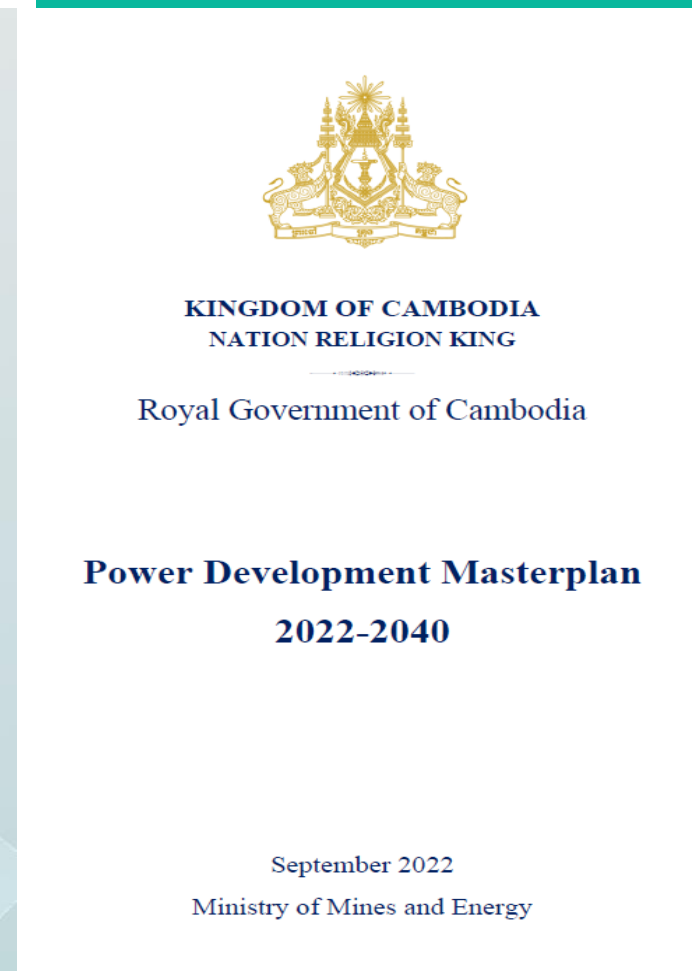 KINGDOM OF CAMBODIA
NATION RELIGION KING
Royal Government of Cambodia
Power Development Masterplan
2022-2040
September 2022
Ministry of Mines and Energy